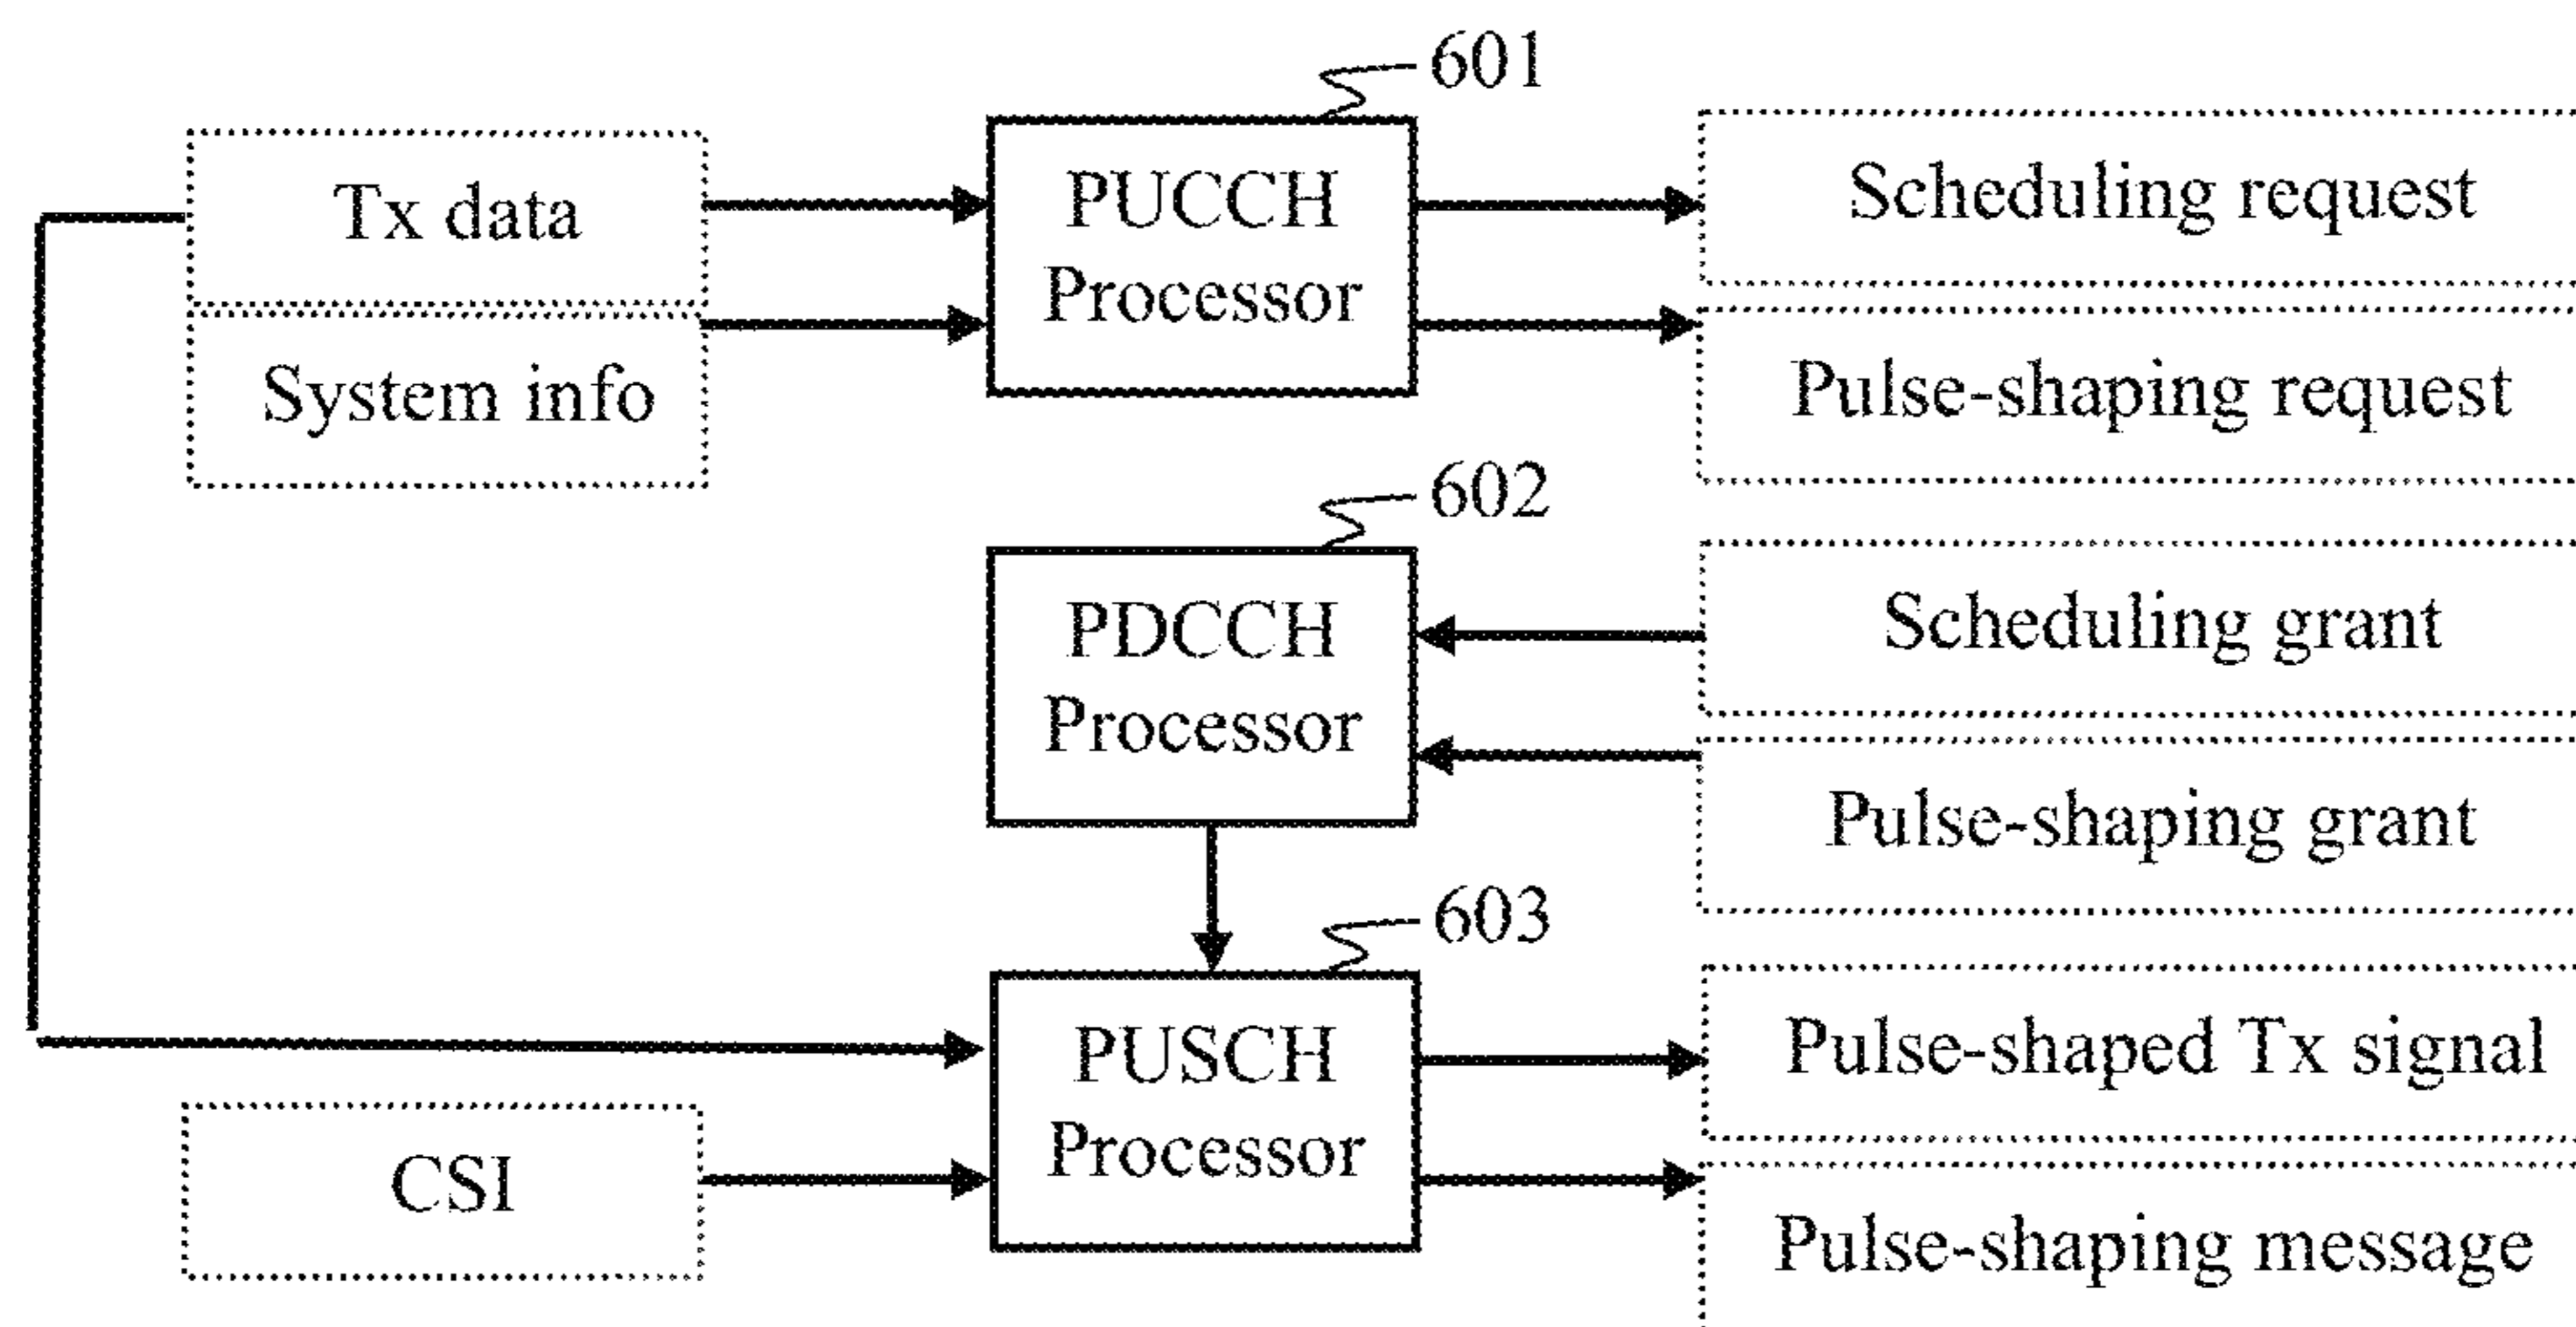 601
Tx data
System info
PUCCH
Processor
Scheduling request
Pulse-shaping request
602
PDCCH
Processor
Scheduling grant
Pulse-shaping grant
603
PUSCH
Processor
CSI
Pulse-shaped Tx signal
Pulse-shaping message